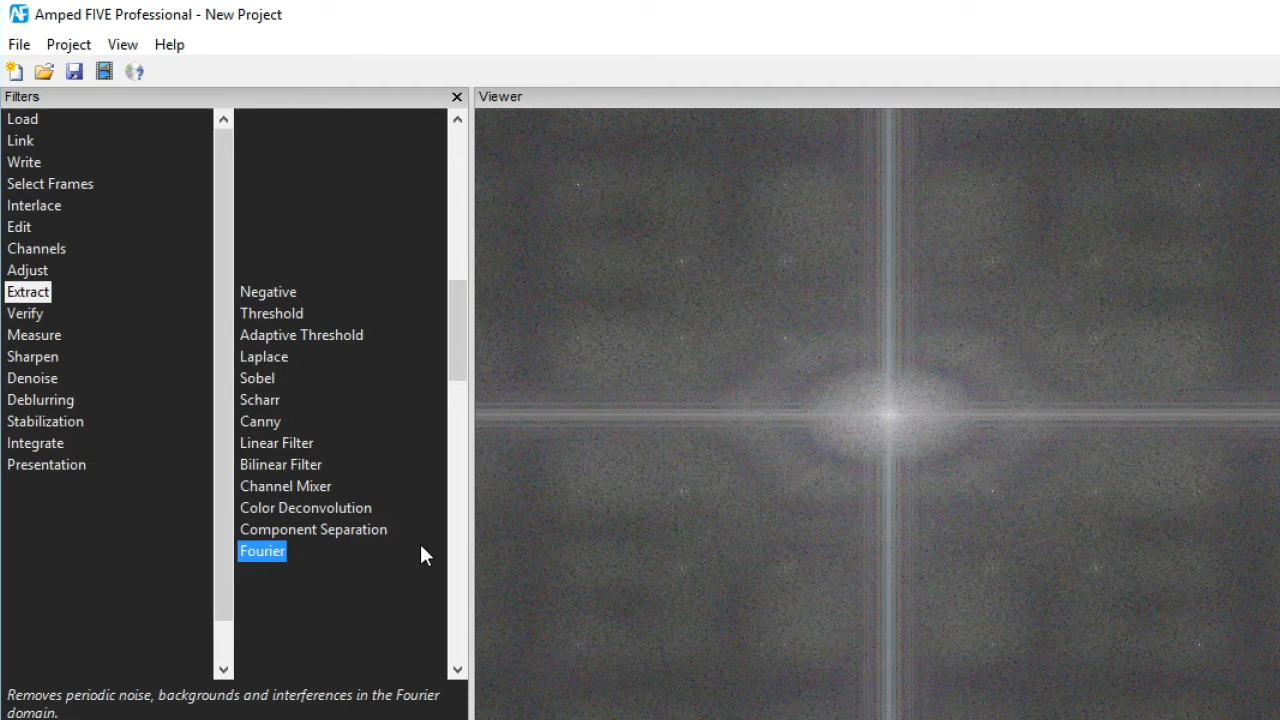 Amped FIVE Professional - New Project
File Project View Help
Filters
Viewer
Load
Link
Write
Select Frames
Interlace
Edit
Channels
Adjust
Extract
Verify
Measure
Sharpen
Denoise
Deblurring
Stabilization
Integrate
Presentation
Negative
Threshold
Adaptive Threshold
Laplace
Sobel
Scharr
Canny
Linear Filter
Bilinear Filter
Channel Mixer
Color Deconvolution
Component Separation
Fourier
Removes periodic noise, backgrounds and interferences in the Fourier
domain.